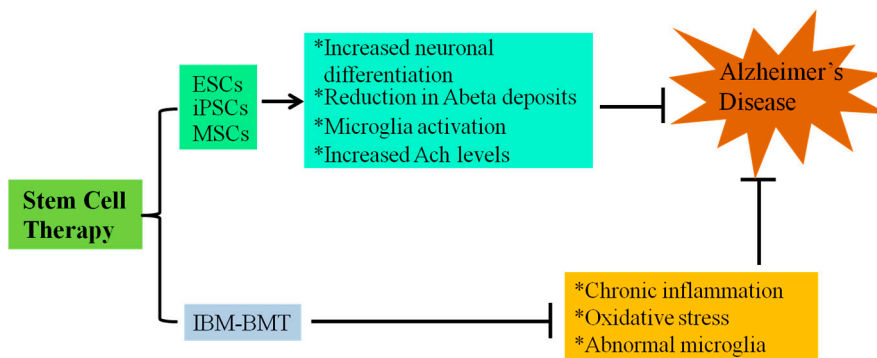 *Increased neuronal
differentiation
*Reduction in Abeta deposits
*Microglia activation
*Increased Ach levels
ESCs
iPSCs
MSCs
Alzheimer`s
Disease
Stem Cell
Therapy
IBM-BMT
*Chronic inflammation
*Oxidative stress
*Abnormal microglia